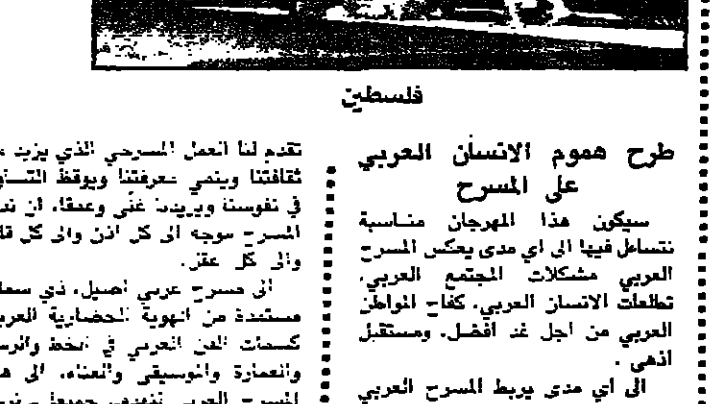 فلسطين
طرح هموم الانسان العربي
على المسرح
سيكون هذا المهرجان مناسبة
نتساءل فيها الى اي مدى يعكس المسرح
العربي مشكلات المجتمع العربي،
تطلعات الانسان العربي، كفاح المواطن
العربي من اجل غد افضل، ومستقبل
ازهى .
الى اي مدى يربط المسرح العربي
تقدم لنا العمل المسرحي الذي يزيد
ثقافتنا وينمي معرفتنا ويوقظ
في نفوسنا ويزيدنا غنى وعمقا، ان
المسرح موجه الى كل اذن والى كل
والى كل عقل.
الى مسرح عربي اصيل، ذي
مستمدة من الهوية الحضارية
كسمات الفن العربي في الخط
والعمارة والموسيقى والغناء، الى
المسرح العربي